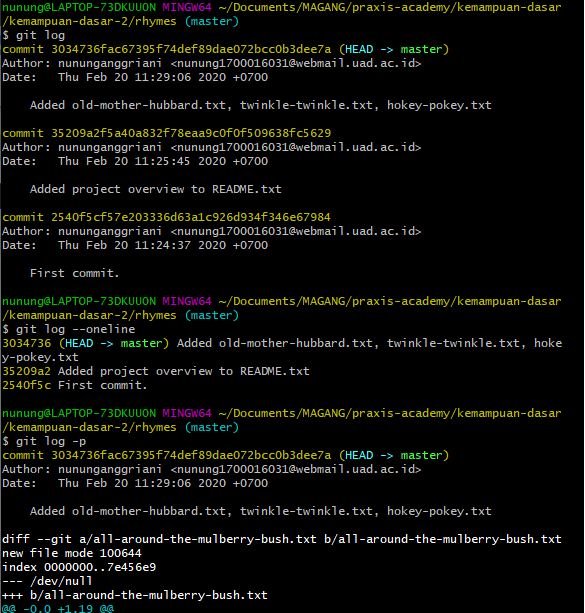 nunung@LAPTOP-73DKUUON MINGW64 ~/Documents/MAGANG/praxis-academy/kemampuan-dasar
/kemampuan-dasar-2/rhymes (master)
$ git log
commit 3034736fac67395f74def89dae072bcc0b3dee7a (HEAD -> master)
Author: nununganggriani <nunung1700016031@webmail.uad.ac.id>
Date:   Thu Feb 20 11:29:06 2020 +0700

    Added old-mother-hubbard.txt, twinkle-twinkle.txt, hokey-pokey.txt

commit 35209a2f5a40a832f78eaa9c0f0f509638fc5629
Author: nununganggriani <nunung1700016031@webmail.uad.ac.id>
Date:   Thu Feb 20 11:25:45 2020 +0700

    Added project overview to README.txt

commit 2540f5cf57e203336d63a1c926d934f346e67984
Author: nununganggriani <nunung1700016031@webmail.uad.ac.id>
Date:   Thu Feb 20 11:24:37 2020 +0700

    First commit.

nunung@LAPTOP-73DKUUON MINGW64 ~/Documents/MAGANG/praxis-academy/kemampuan-dasar
/kemampuan-dasar-2/rhymes (master)
$ git log --oneline
3034736 (HEAD -> master) Added old-mother-hubbard.txt, twinkle-twinkle.txt, hoke
y-pokey.txt
35209a2 Added project overview to README.txt
2540f5c First commit.

nunung@LAPTOP-73DKUUON MINGW64 ~/Documents/MAGANG/praxis-academy/kemampuan-dasar
/kemampuan-dasar-2/rhymes (master)
$ git log -p
commit 3034736fac67395f74def89dae072bcc0b3dee7a (HEAD -> master)
Author: nununganggriani <nunung1700016031@webmail.uad.ac.id>
Date:   Thu Feb 20 11:29:06 2020 +0700

    Added old-mother-hubbard.txt, twinkle-twinkle.txt, hokey-pokey.txt

diff --git a/all-around-the-mulberry-bush.txt b/all-around-the-mulberry-bush.txt
new file mode 100644
index 0000000..7e456e9
--- /dev/null
+++ b/all-around-the-mulberry-bush.txt
@@ -0,0 +1,19 @@